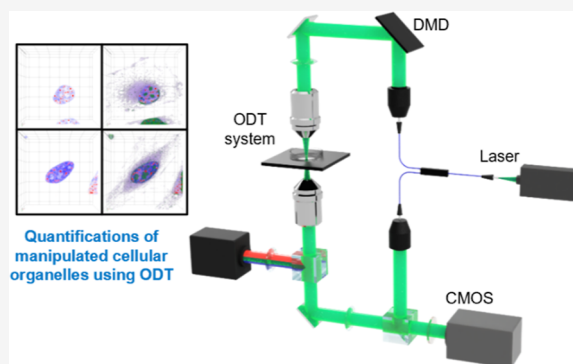 DMD
ODT
system
Laser
Quantifications of
manipulated cellular
organelles using ODT
CMOS